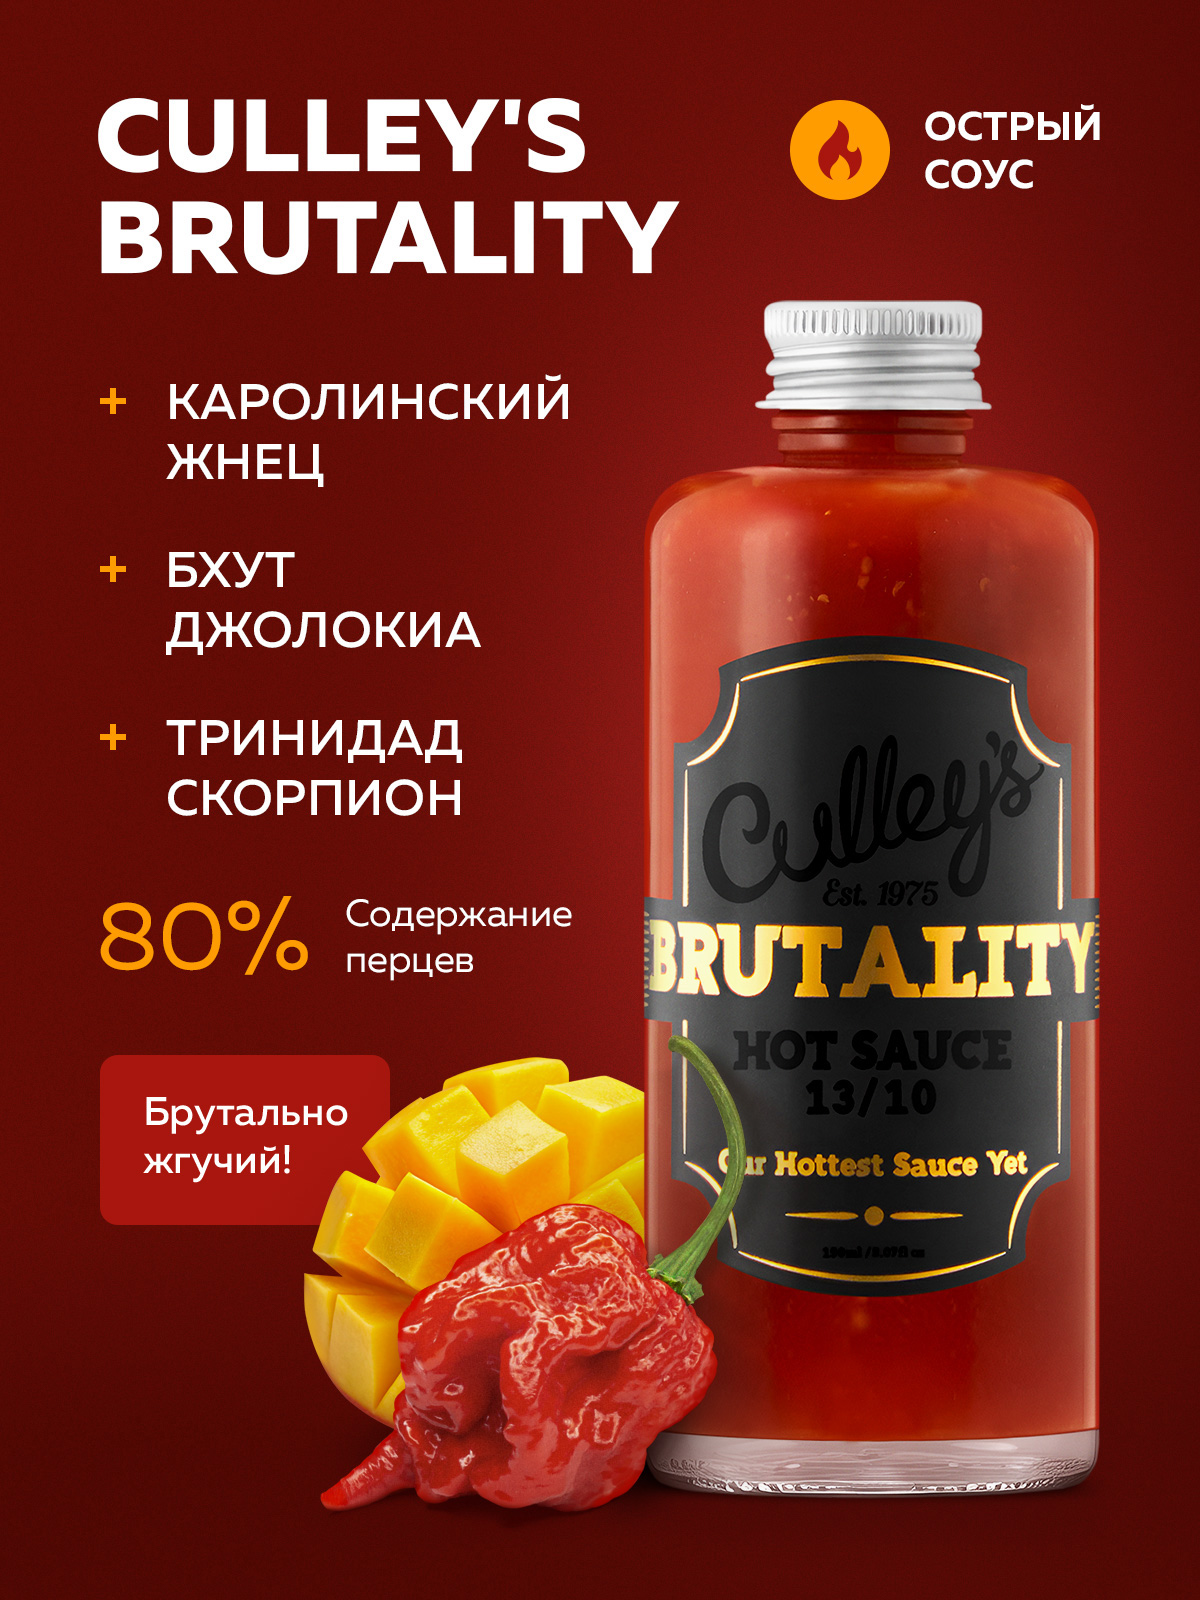 CULLEY'S
BRUTALITY
ОСТРЫЙ
СОУС
+ КАРОЛИНСКИЙ
ЖНЕЦ
+ БХУТ
ДЖОЛОКИА
+ ТРИНИДАД
СКОРПИОН
80%
Содержание
перцев
Брутально
жгучий!
Culley's
Est. 1975
BRUTALITY
HOT SAUCE
13/10
Our Hottest Sauce Yet